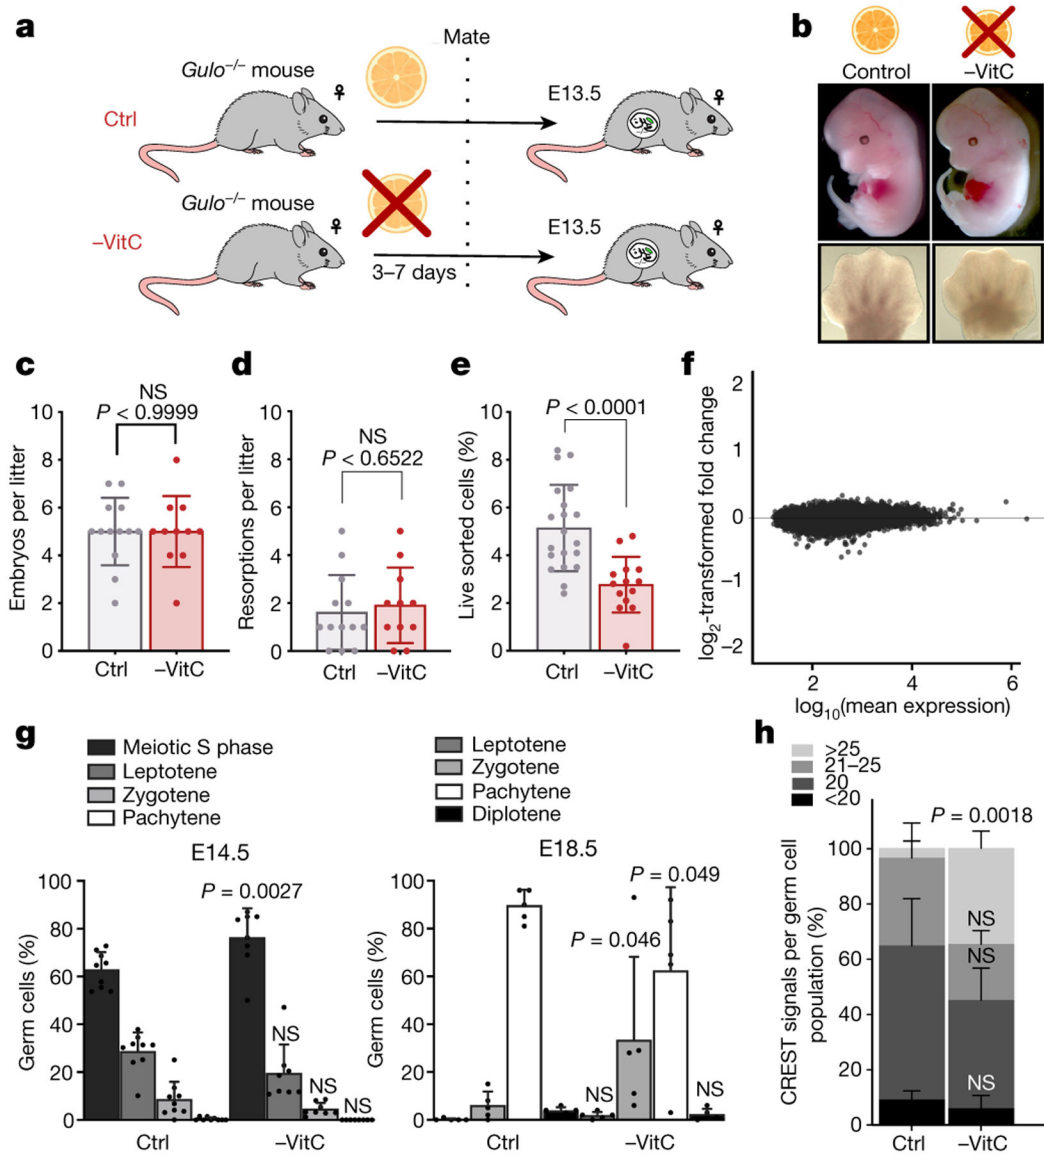 a
Mate
Gulo−/− mouse
Ctrl
E13.5
Gulo−/− mouse
–VitC
E13.5
3–7 days
b
Control
–VitC
c
NS
P < 0.9999
Embryos per litter
10
8
6
4
2
0
Ctrl
–VitC
d
NS
P < 0.6522
Resorptions per litter
10
8
6
4
2
0
Ctrl
–VitC
e
P < 0.0001
Live sorted cells (%)
10
8
6
4
2
0
Ctrl
–VitC
f
log2-transformed fold change
2
1
0
–1
–2
2
4
6
log10(mean expression)
g
Meiotic S phase
Leptotene
Zygotene
Pachytene
E14.5
P = 0.0027
Germ cells (%)
100
80
60
40
20
0
NS
NS
NS
Ctrl
–VitC
Leptotene
Zygotene
Pachytene
Diplotene
E18.5
P = 0.049
P = 0.046
Germ cells (%)
100
80
60
40
20
0
NS
NS
Ctrl
–VitC
h
>25
21–25
20
<20
P = 0.0018
CREST signals per germ cell
population (%)
100
80
60
40
20
0
NS
NS
NS
Ctrl
–VitC